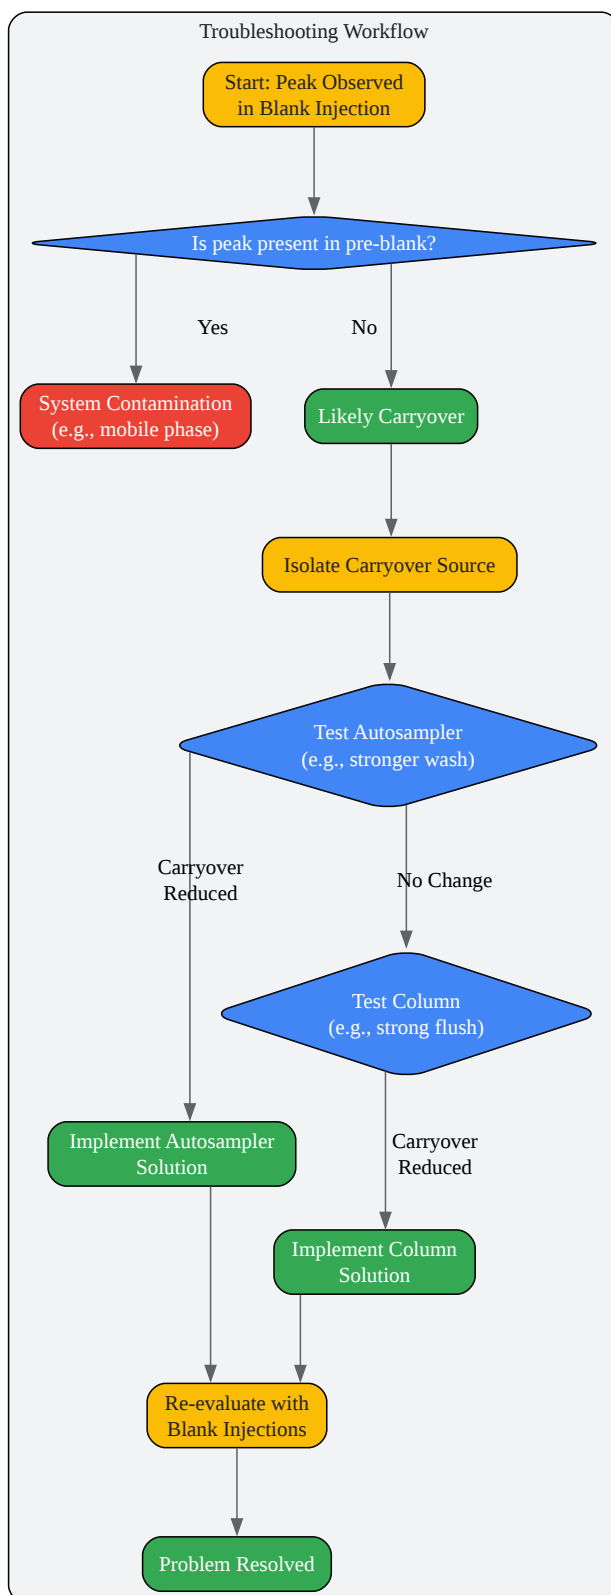 Troubleshooting Workflow
Start: Peak Observed
in Blank Injection
Is peak present in pre-blank?
Yes
No
System Contamination
(e.g., mobile phase)
Likely Carryover
Isolate Carryover Source
Test Autosampler
(e.g., stronger wash)
Carryover
Reduced
No Change
Test Column
(e.g., strong flush)
Implement Autosampler
Solution
Carryover
Reduced
Implement Column
Solution
Re-evaluate with
Blank Injections
Problem Resolved